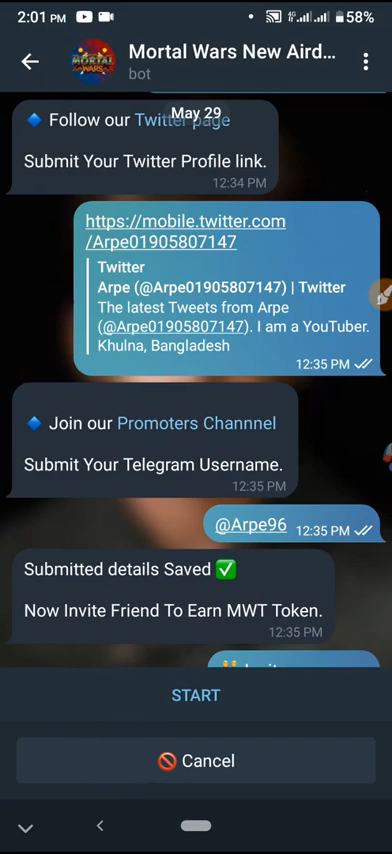 2:01 PM
58%
Mortal Wars New Aird...
bot
May 29
Follow our Twitter page
Submit Your Twitter Profile link.
12:34 PM
https://mobile.twitter.com
/Arpe01905807147
Twitter
Arpe (@Arpe01905807147) | Twitter
The latest Tweets from Arpe
(@Arpe01905807147). I am a YouTuber.
Khulna, Bangladesh
12:35 PM
Join our Promoters Channnel
Submit Your Telegram Username.
12:35 PM
@Arpe96 12:35 PM
Submitted details Saved ✅
Now Invite Friend To Earn MWT Token.
12:35 PM
START
🚫 Cancel